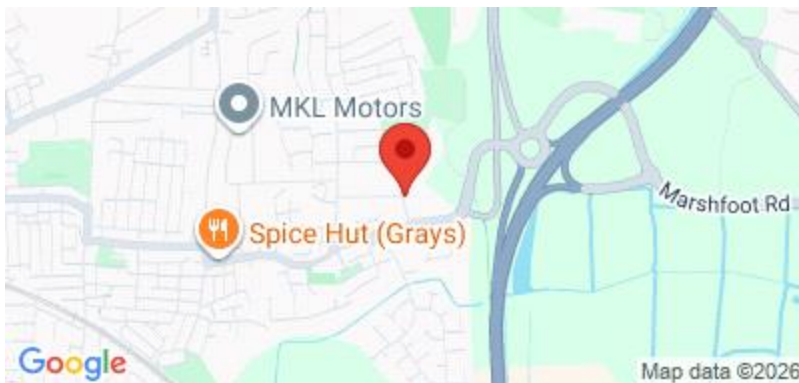 MKL Motors
Marshfoot Rd
Spice Hut (Grays)
Google
Map data ©2026